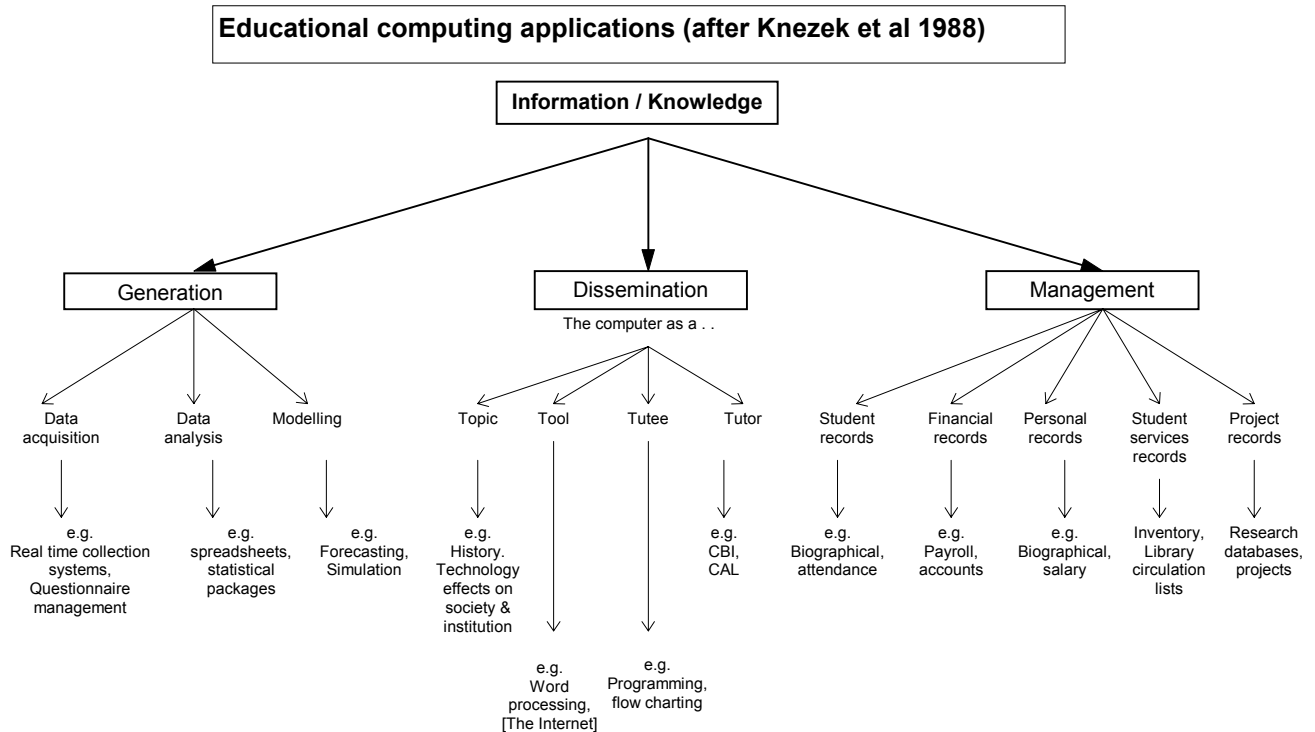 Educational computing applications (after Knezek et al 1988)
Information / Knowledge
Generation
Dissemination
The computer as a . .
Management
Data
acquisition
Data
analysis
Modelling
Topic
Tool
Tutee
Tutor
Student
records
Financial
records
Personal
records
Student
services
records
Project
records
e.g.
Real time collection
systems,
Questionnaire
management
e.g.
spreadsheets,
statistical
packages
e.g.
Forecasting,
Simulation
e.g.
History.
Technology
effects on
society &
institution
e.g.
Word
processing,
[The Internet]
e.g.
Programming,
flow charting
e.g.
CBI,
CAL
e.g.
Biographical,
attendance
e.g.
Payroll,
accounts
e.g.
Biographical,
salary
Inventory,
Library
circulation
lists
Research
databases,
projects